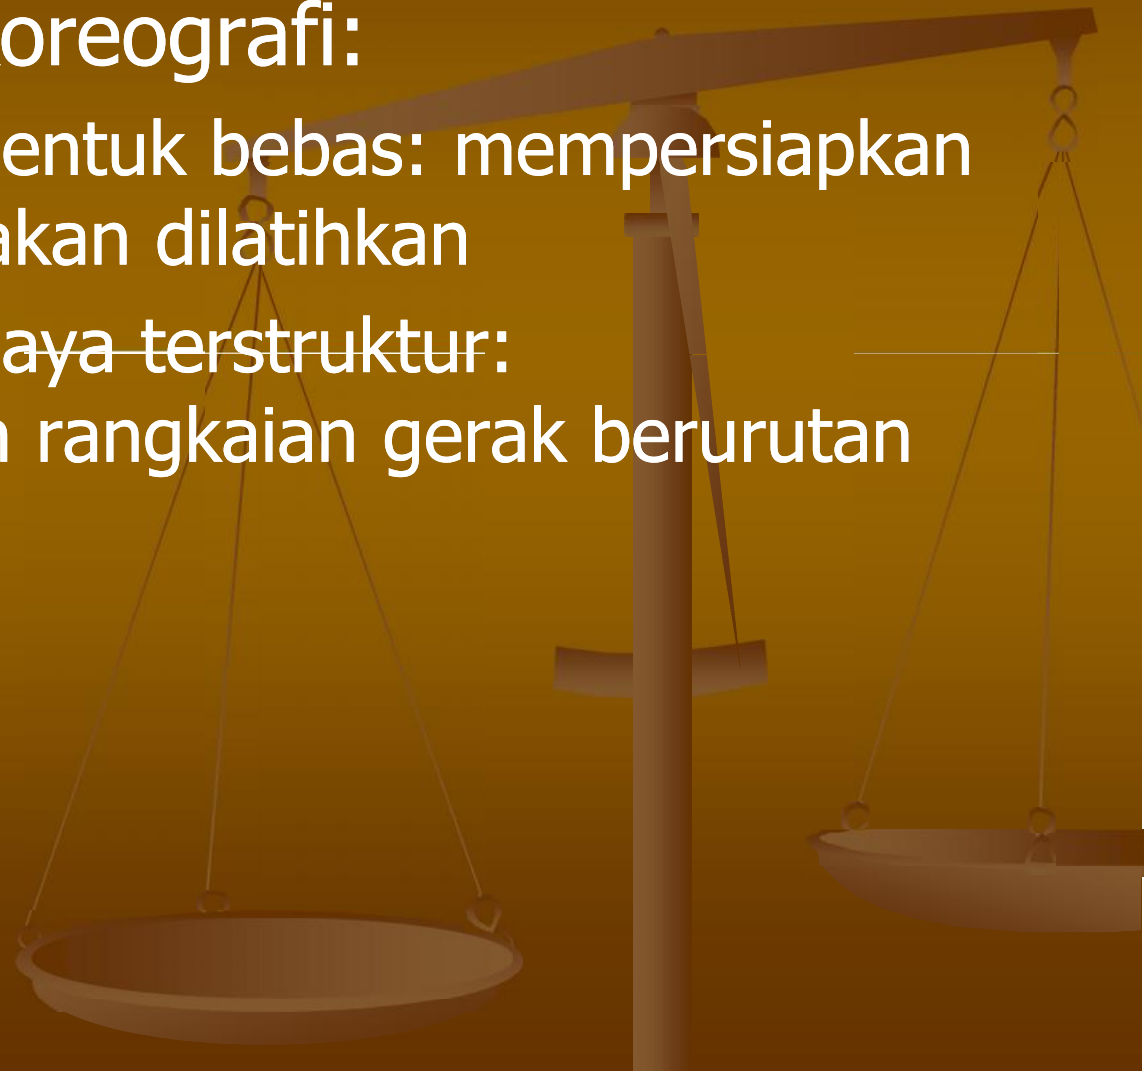 oreografi:
entuk bebas: mempersiapkan
akan dilatihkan
aya terstruktur:
rangkaian gerak berurutan